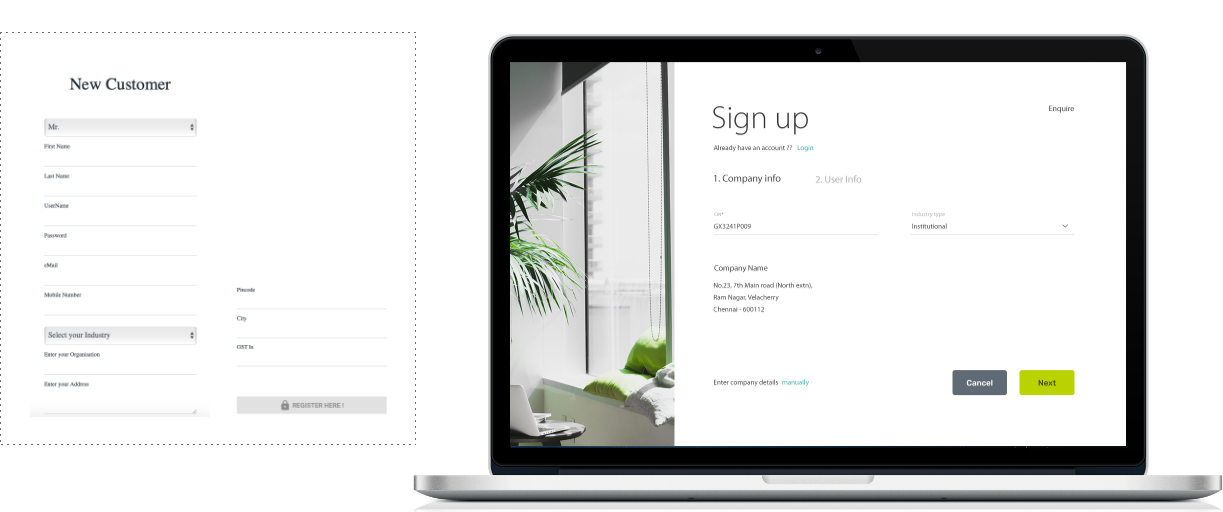 New Customer
Mr.
First Name
Last Name
UserName
Password
eMail
Mobile Number
Select your Industry
Enter your Organisation
Enter your Address
Pincode
City
GST In
REGISTER HERE !
Sign up
Enquire
Already have an account ?? Login
1. Company info 2. User Info
CIN* Industry type
GX3241P009 Institutional
Company Name
No.23, 7th Main road (North extn),
Ram Nagar, Velacherry
Chennai - 600112
Enter company details manually
Cancel Next